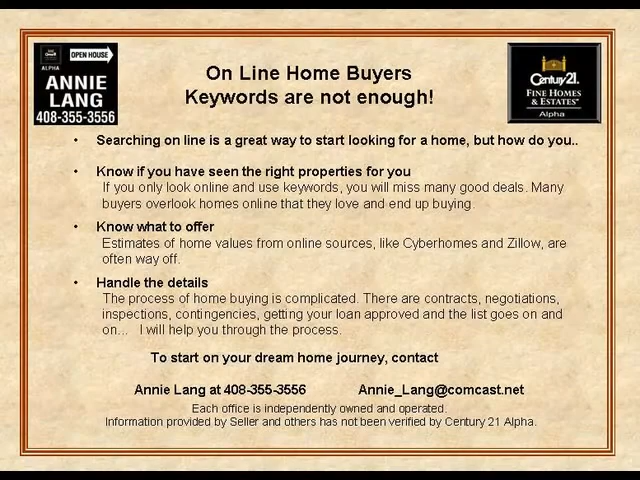 OPEN HOUSE
ALPHA
ANNIE
LANG
408-355-3556
On Line Home Buyers
Keywords are not enough!
Century 21.
FINE HOMES
& ESTATES
Alpha
• Searching on line is a great way to start looking for a home, but how do you..
• Know if you have seen the right properties for you
If you only look online and use keywords, you will miss many good deals. Many
buyers overlook homes online that they love and end up buying.
• Know what to offer
Estimates of home values from online sources, like Cyberhomes and Zillow, are
often way off.
• Handle the details
The process of home buying is complicated. There are contracts, negotiations,
inspections, contingencies, getting your loan approved and the list goes on and
on... I will help you through the process.
To start on your dream home journey, contact
Annie Lang at 408-355-3556 Annie_Lang@comcast.net
Each office is independently owned and operated.
Information provided by Seller and others has not been verified by Century 21 Alpha.